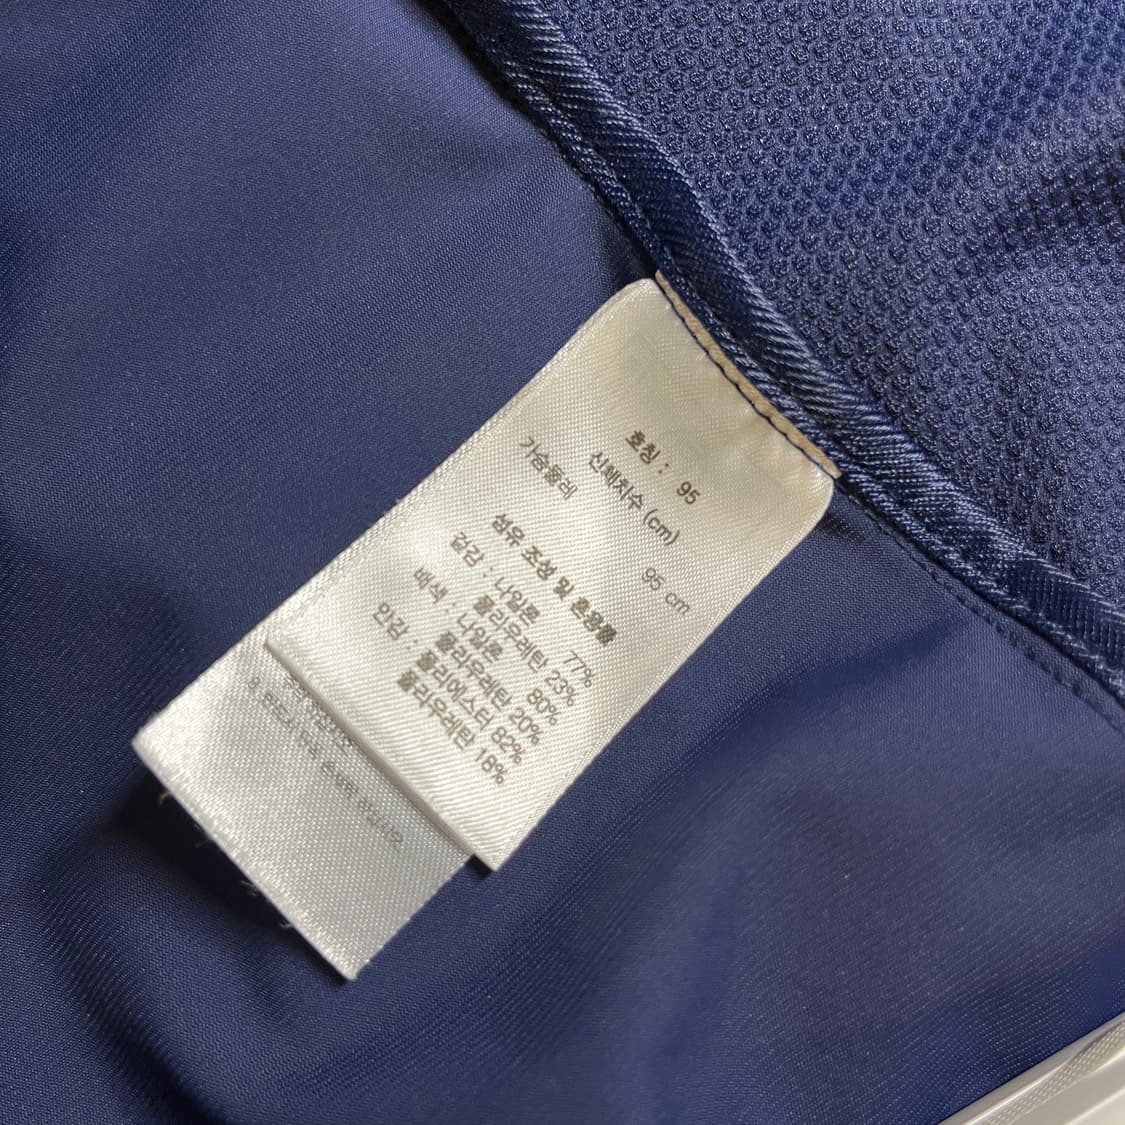 호칭 : 95
신체치수 (cm)
가슴둘레 95 cm
섬유 조성 및 혼용률
겉감 : 나일론 77%
폴리우레탄 23%
배색 : 나일론 80%
폴리우레탄 20%
안감 : 폴리에스터 82%
폴리우레탄 18%